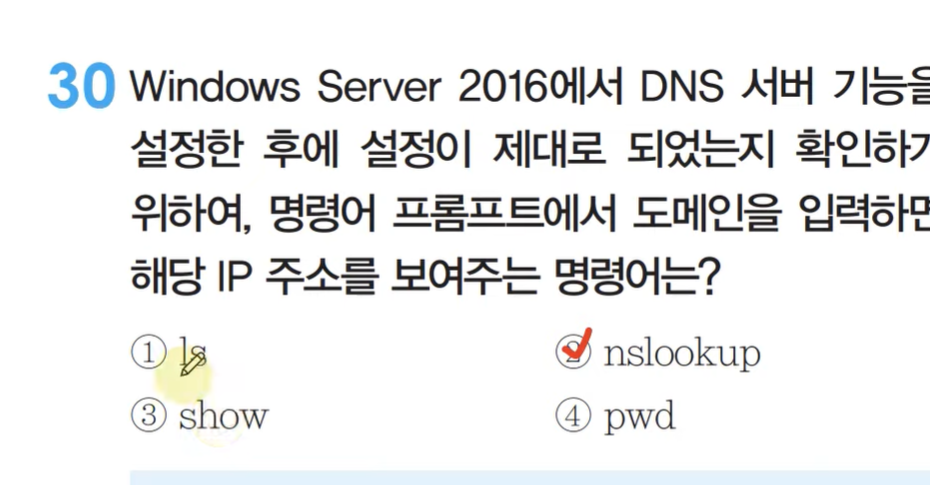 30 Windows Server 2016에서 DNS 서버 기능을
설정한 후에 설정이 제대로 되었는지 확인하기
위하여, 명령어 프롬프트에서 도메인을 입력하면
해당 IP 주소를 보여주는 명령어는?
① ls ② nslookup
③ show ④ pwd